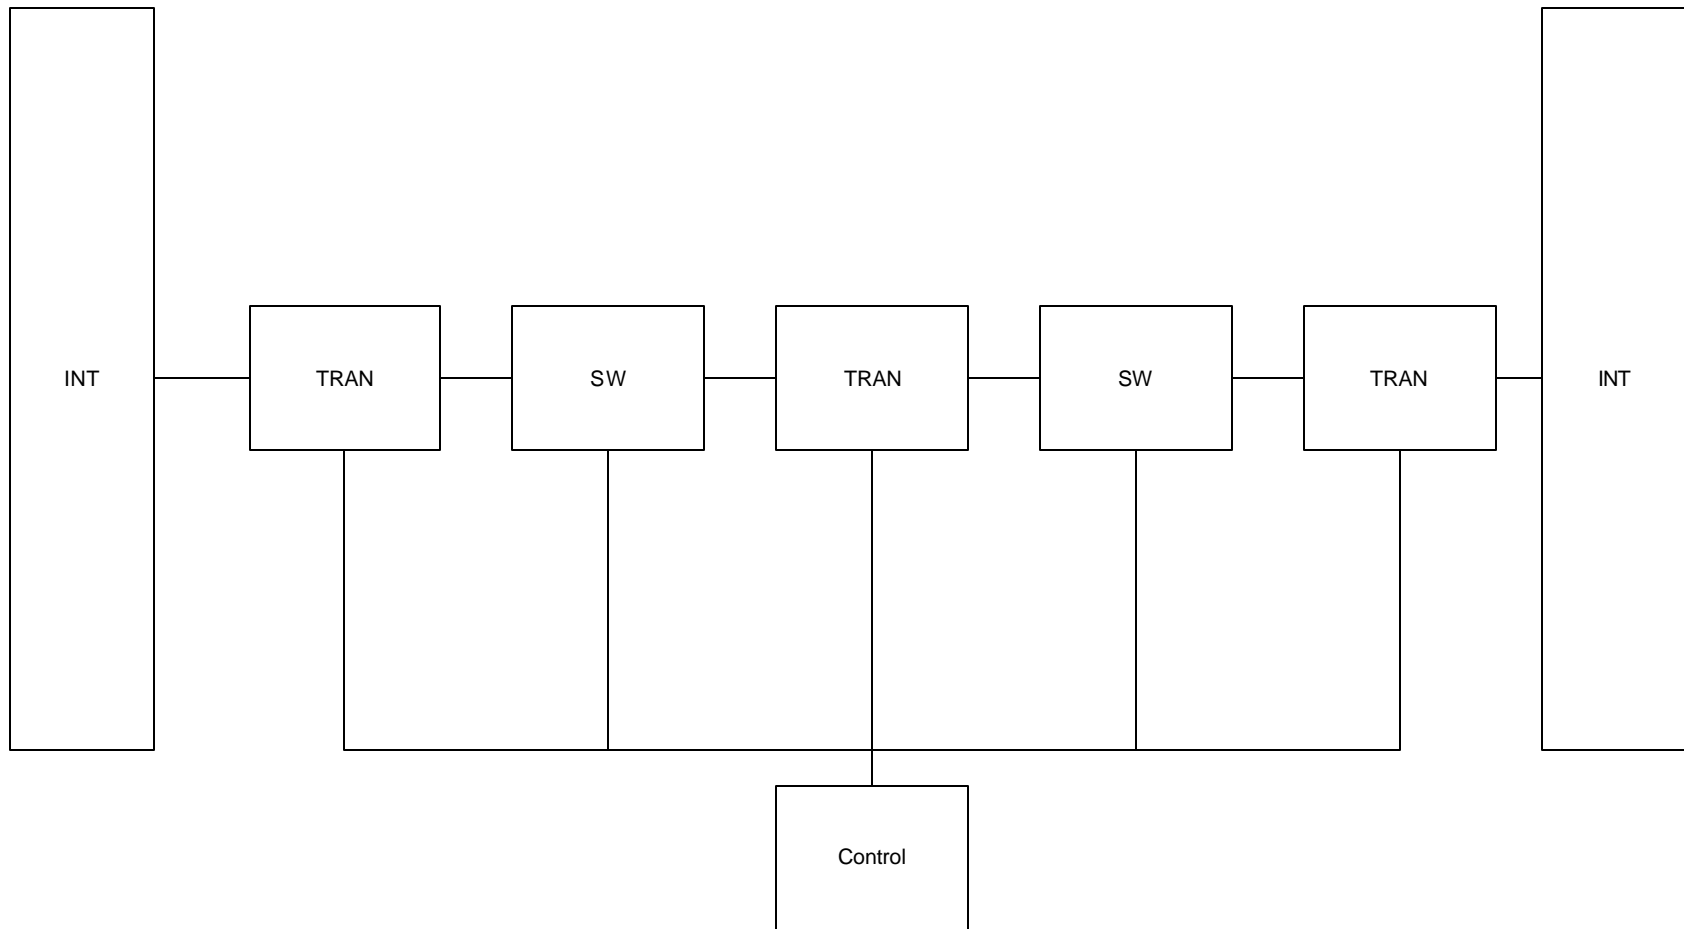 INT
TRAN
SW
TRAN
SW
TRAN
INT
Control